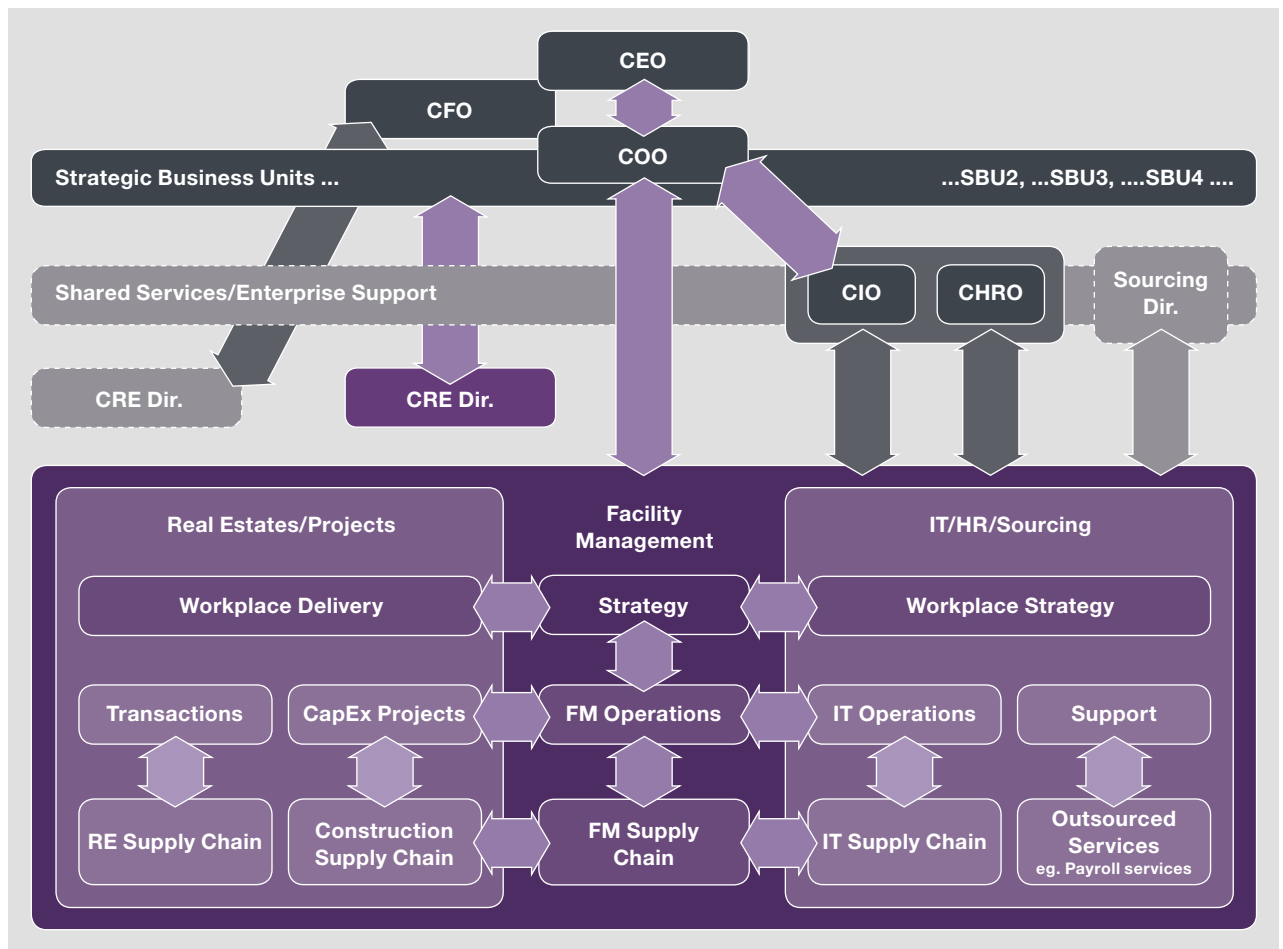 CEO
CFO
COO
Strategic Business Units ...
...SBU2, ...SBU3, ....SBU4 ....
Shared Services/Enterprise Support
CIO
CHRO
Sourcing
Dir.
CRE Dir.
CRE Dir.
Real Estates/Projects
Facility
Management
IT/HR/Sourcing
Workplace Delivery
Strategy
Workplace Strategy
Transactions
CapEx Projects
FM Operations
IT Operations
Support
RE Supply Chain
Construction
Supply Chain
FM Supply
Chain
IT Supply Chain
Outsourced
Services
eg. Payroll services